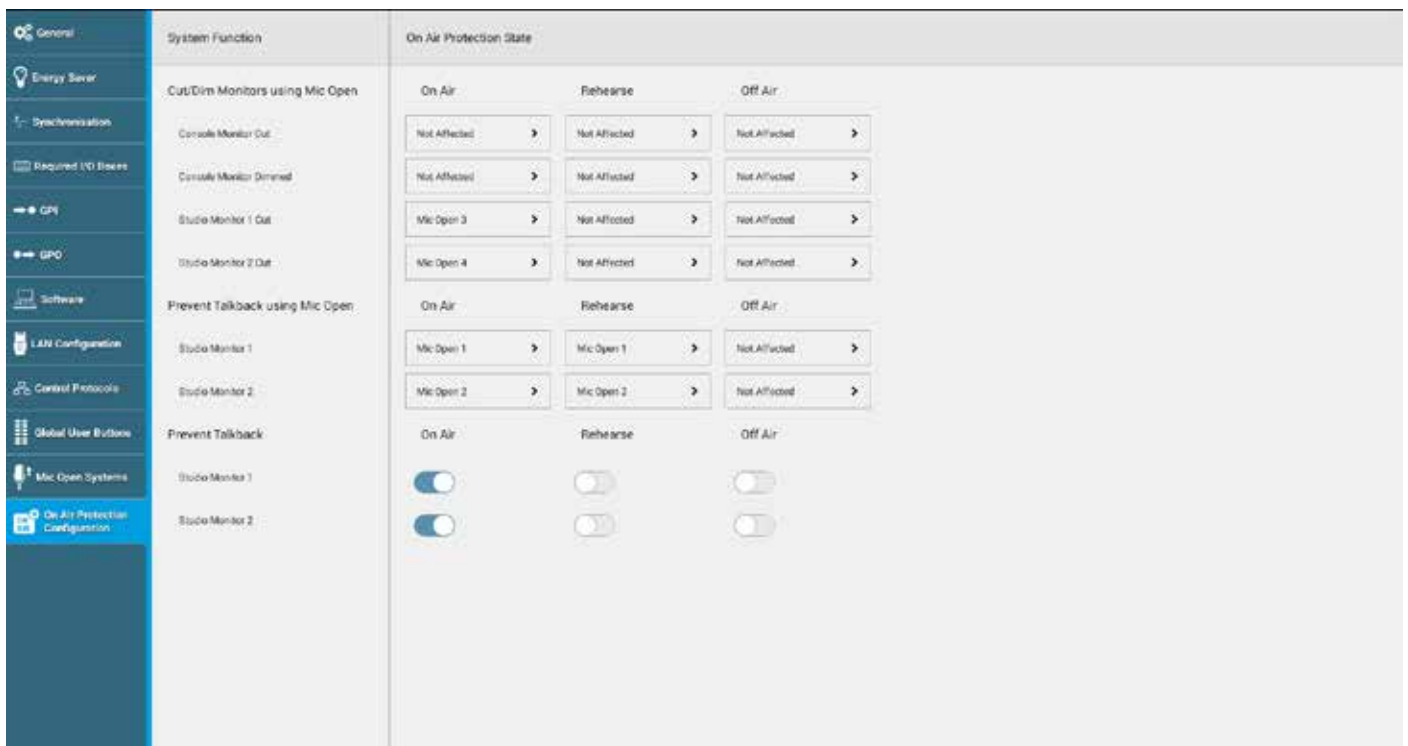 General
System Function
On Air Protection State
Energy Saver
Cut/Dim Monitors using Mic Open
On Air
Rehearse
Off Air
Synchronisation
Console Monitor Cut
Not Affected
Not Affected
Not Affected
Required I/O Boxes
Console Monitor Dimmed
Not Affected
Not Affected
Not Affected
GPI
Studio Monitor 1 Cut
Mic Open 3
Not Affected
Not Affected
GPO
Studio Monitor 2 Cut
Mic Open 4
Not Affected
Not Affected
Software
Prevent Talkback using Mic Open
On Air
Rehearse
Off Air
LAN Configuration
Studio Monitor 1
Mic Open 1
Mic Open 1
Not Affected
Control Protocols
Studio Monitor 2
Mic Open 2
Mic Open 2
Not Affected
Global User Buttons
Prevent Talkback
On Air
Rehearse
Off Air
Mic Open Systems
Studio Monitor 1
On Air Protection
Configuration
Studio Monitor 2